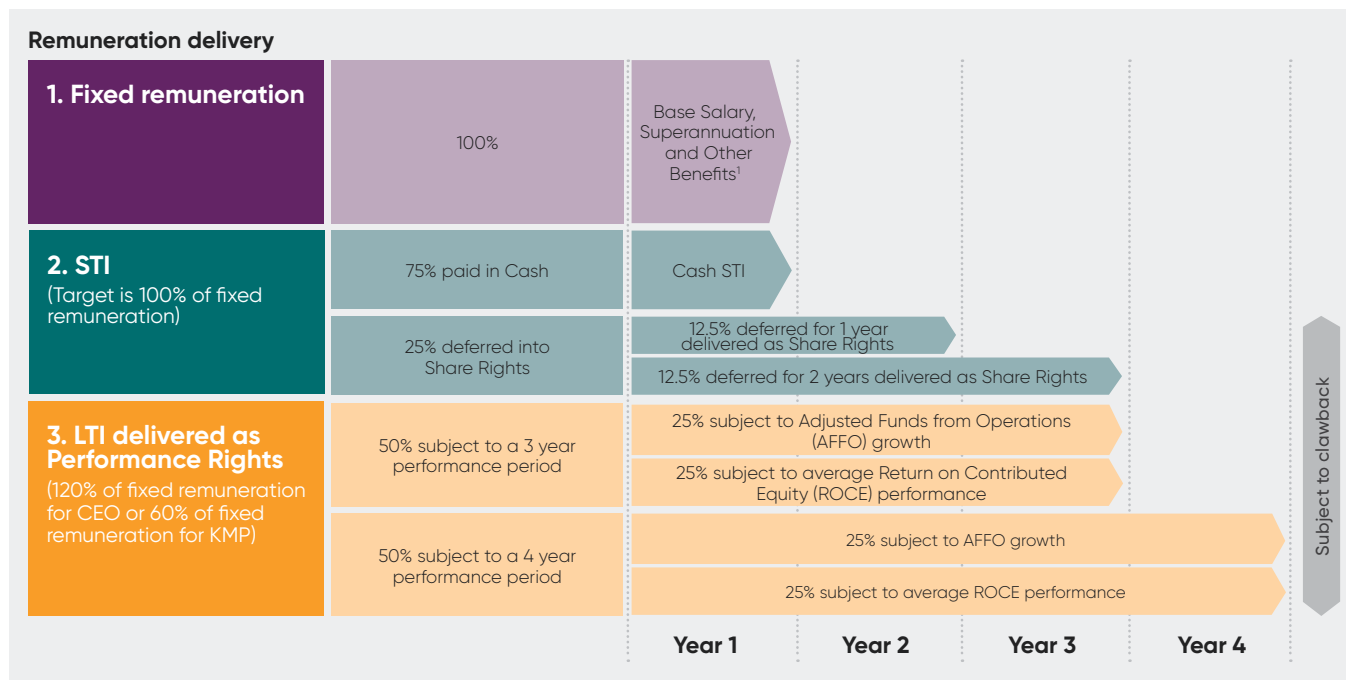 Remuneration delivery
1. Fixed remuneration
100%
Base Salary,
Superannuation
and Other
Benefits¹
2. STI
(Target is 100% of fixed
remuneration)
75% paid in Cash
Cash STI
25% deferred into
Share Rights
12.5% deferred for 1 year
delivered as Share Rights
12.5% deferred for 2 years delivered as Share Rights
3. LTI delivered as
Performance Rights
(120% of fixed remuneration
for CEO or 60% of fixed
remuneration for KMP)
50% subject to a 3 year
performance period
25% subject to Adjusted Funds from Operations
(AFFO) growth
25% subject to average Return on Contributed
Equity (ROCE) performance
50% subject to a 4 year
performance period
25% subject to AFFO growth
25% subject to average ROCE performance
Subject to clawback
Year 1
Year 2
Year 3
Year 4